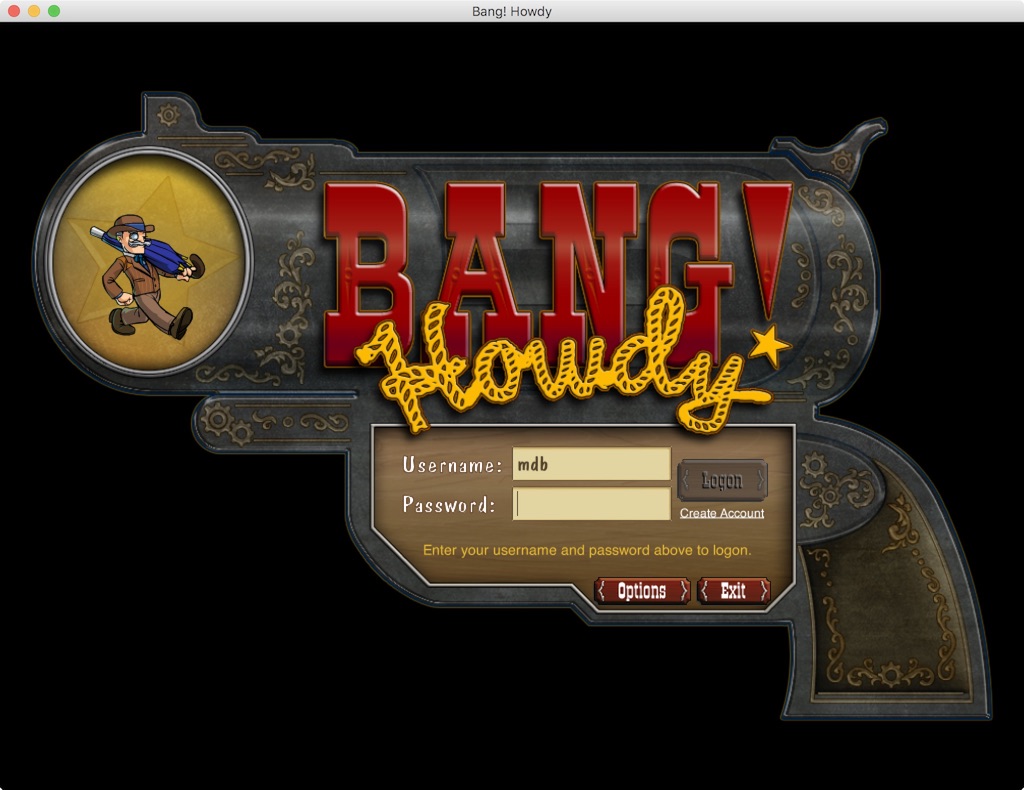 Bang! Howdy
BANG!
Howdy
Username: mdb
Logon
Password:
Create Account
Enter your username and password above to logon.
Options Exit